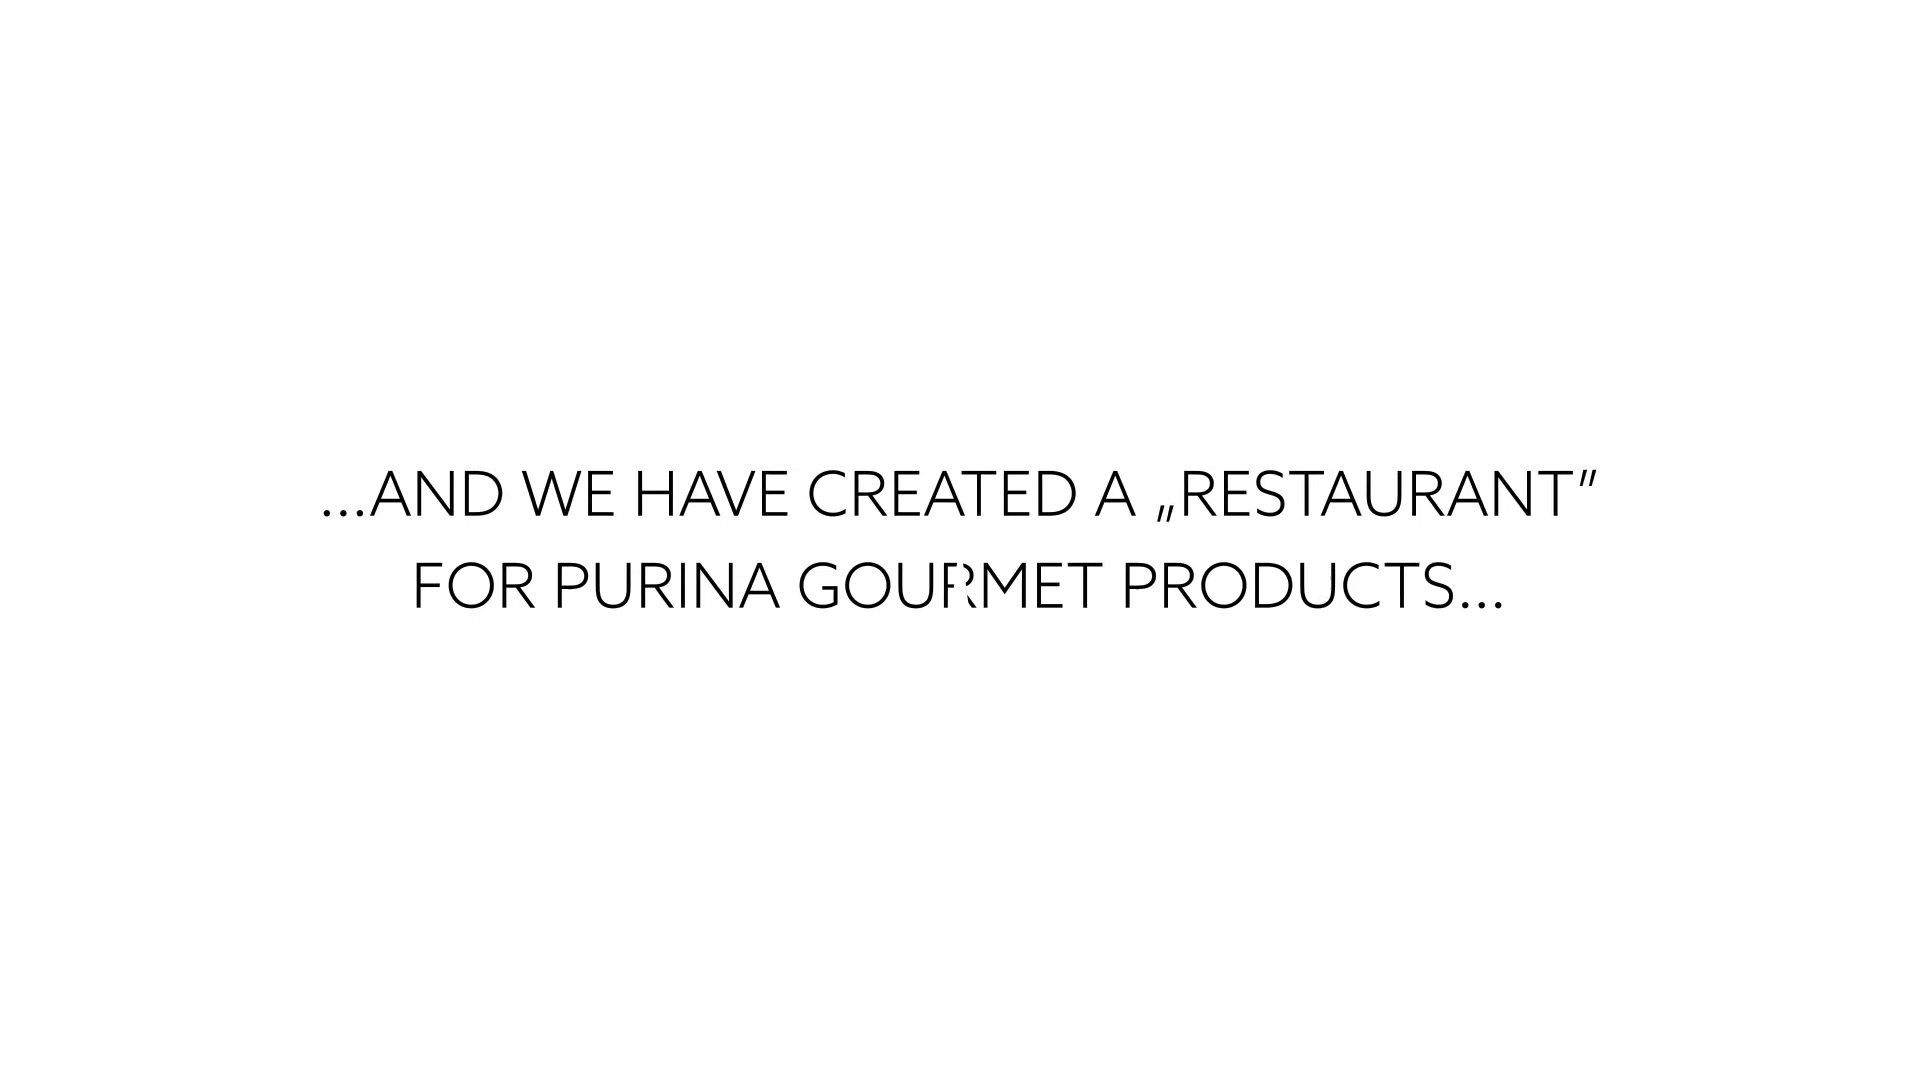 ...AND WE HAVE CREATED A „RESTAURANT”
FOR PURINA GOURMET PRODUCTS...